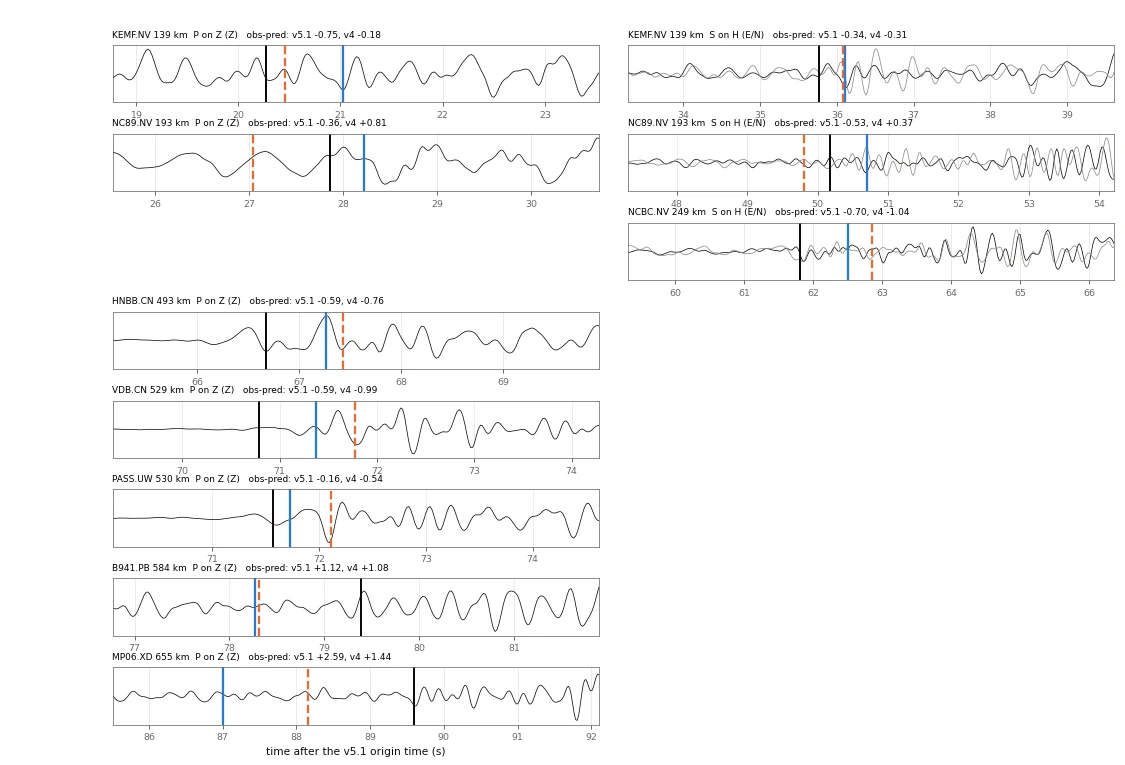 KEMF.NV 139 km P on Z (Z) obs-pred: v5.1 -0.75, v4 -0.18
19 20 21 22 23
NC89.NV 193 km P on Z (Z) obs-pred: v5.1 -0.36, v4 +0.81
26 27 28 29 30
HNBB.CN 493 km P on Z (Z) obs-pred: v5.1 -0.59, v4 -0.76
66 67 68 69
VDB.CN 529 km P on Z (Z) obs-pred: v5.1 -0.59, v4 -0.99
70 71 72 73 74
PASS.UW 530 km P on Z (Z) obs-pred: v5.1 -0.16, v4 -0.54
71 72 73 74
B941.PB 584 km P on Z (Z) obs-pred: v5.1 +1.12, v4 +1.08
77 78 79 80 81
MP06.XD 655 km P on Z (Z) obs-pred: v5.1 +2.59, v4 +1.44
86 87 88 89 90 91 92
time after the v5.1 origin time (s)
KEMF.NV 139 km S on H (E/N) obs-pred: v5.1 -0.34, v4 -0.31
34 35 36 37 38 39
NC89.NV 193 km S on H (E/N) obs-pred: v5.1 -0.53, v4 +0.37
48 49 50 51 52 53 54
NCBC.NV 249 km S on H (E/N) obs-pred: v5.1 -0.70, v4 -1.04
60 61 62 63 64 65 66